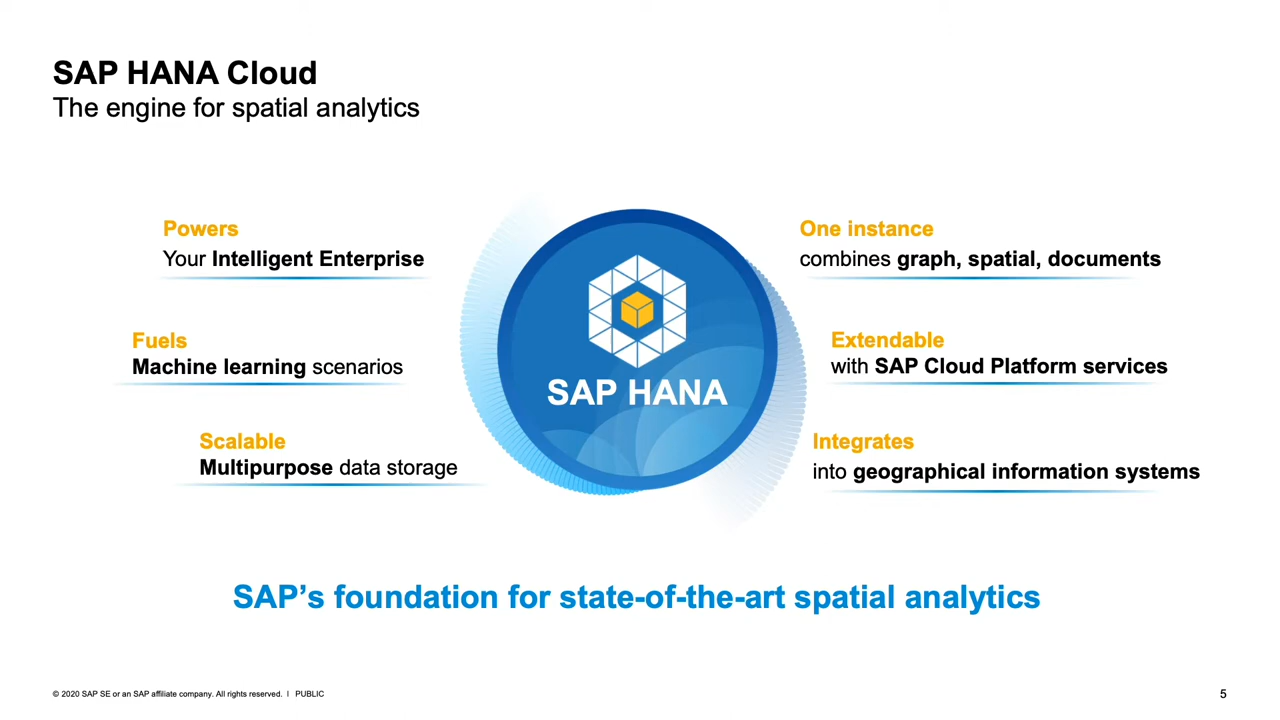 SAP HANA Cloud
The engine for spatial analytics
Powers
Your Intelligent Enterprise
Fuels
Machine learning scenarios
Scalable
Multipurpose data storage
SAP HANA
One instance
combines graph, spatial, documents
Extendable
with SAP Cloud Platform services
Integrates
into geographical information systems
SAP’s foundation for state-of-the-art spatial analytics
© 2020 SAP SE or an SAP affiliate company. All rights reserved. ǀ PUBLIC
5